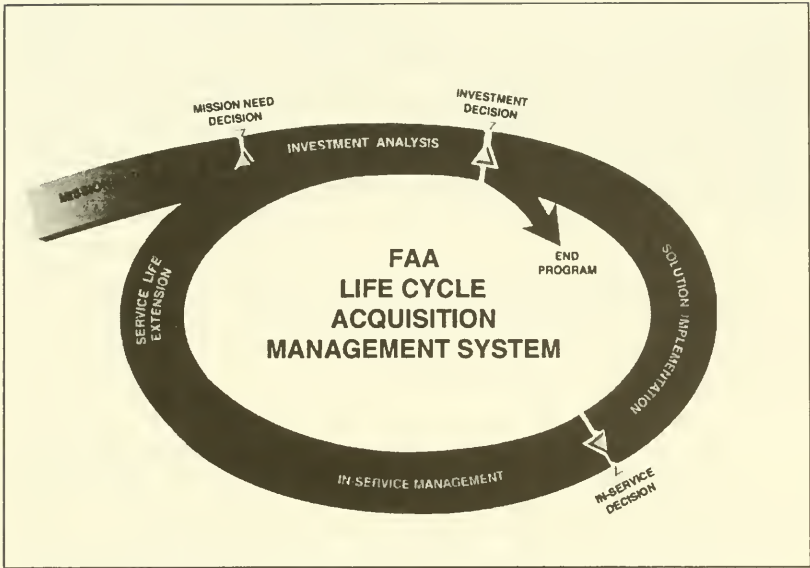 MISSION NEED
DECISION
INVESTMENT
DECISION
INVESTMENT ANALYSIS
MISSION
END
PROGRAM
FAA
LIFE CYCLE
ACQUISITION
MANAGEMENT SYSTEM
SERVICE LIFE
EXTENSION
SOLUTION IMPLEMENTATION
IN-SERVICE MANAGEMENT
IN-SERVICE
DECISION